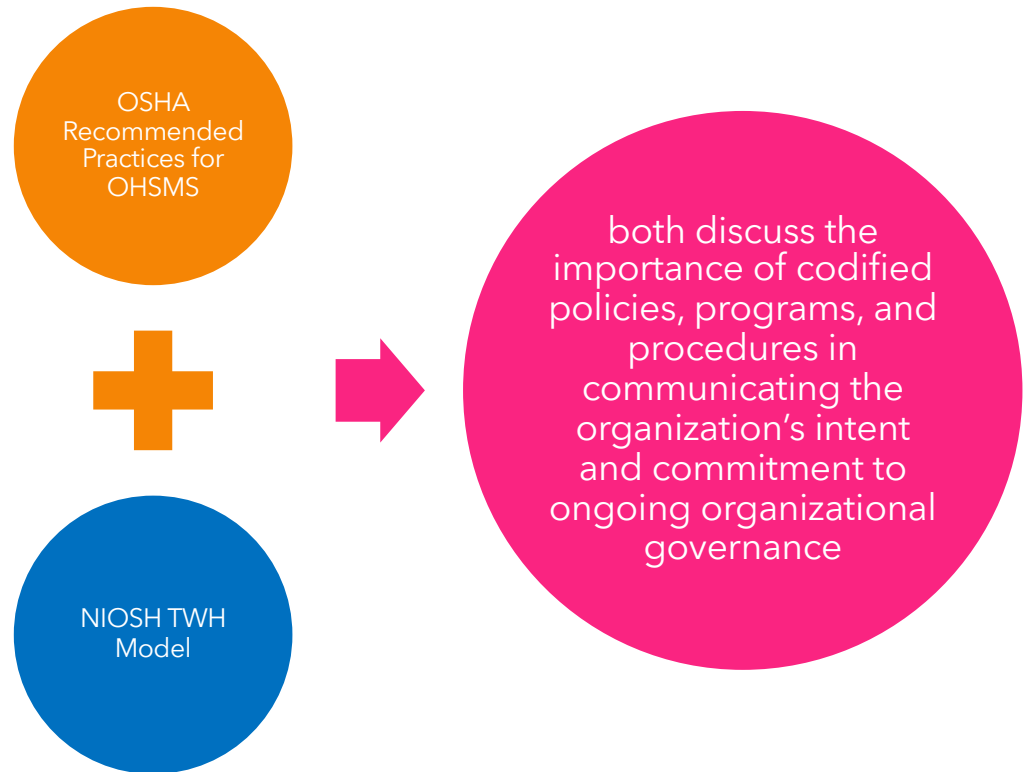 OSHA
Recommended
Practices for
OHSMS
NIOSH TWH
Model
both discuss the
importance of codified
policies, programs, and
procedures in
communicating the
organization’s intent
and commitment to
ongoing organizational
governance